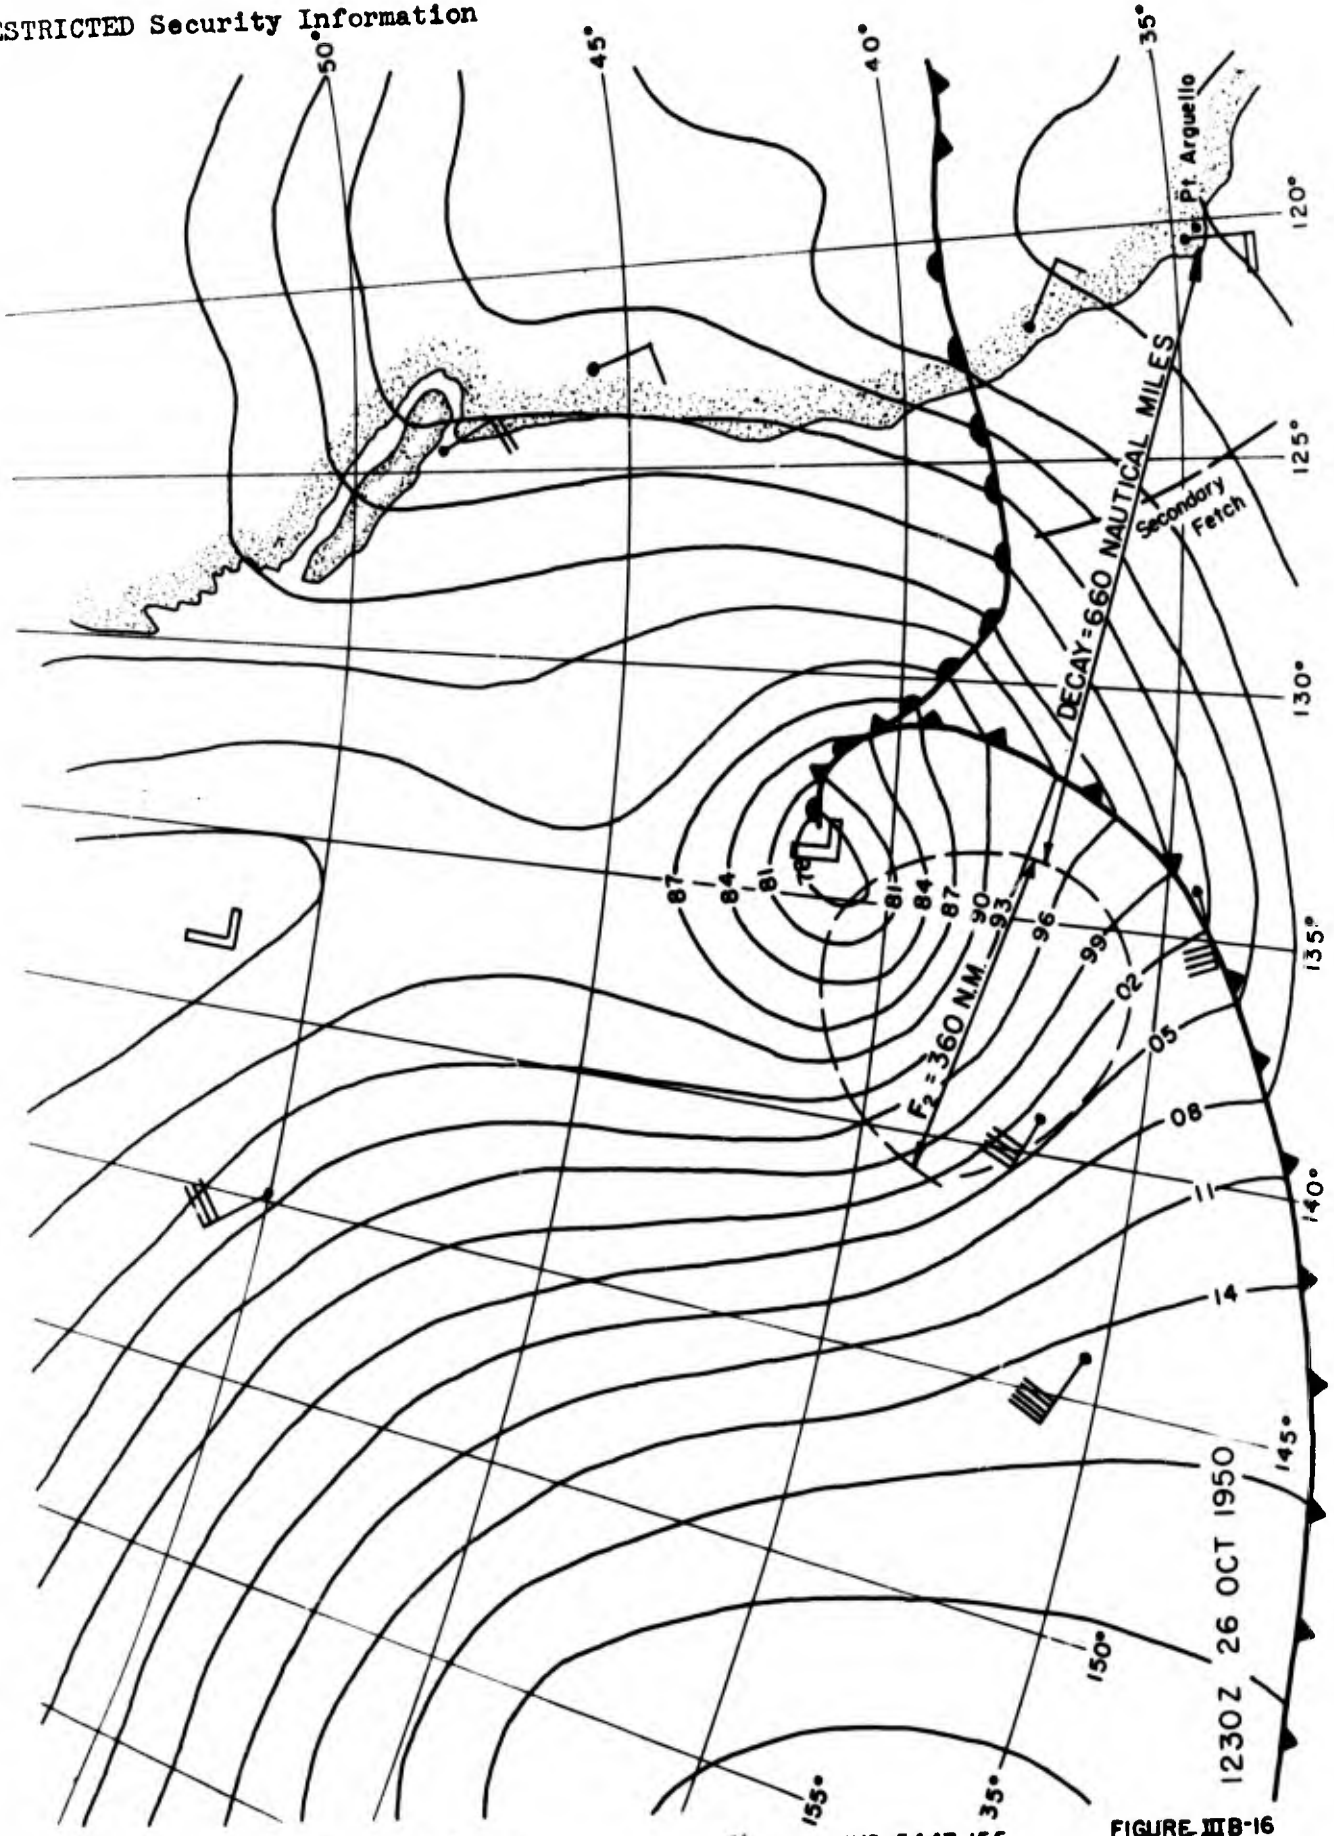 RESTRICTED Security Information
50°
45°
40°
35°
Pt. Arguello
120°
125°
130°
135°
140°
145°
150°
155°
35°
DECAY = 660 NAUTICAL MILES
Secondary
Fetch
F₂ = 360 N.M.
L
L
78
81
84
87
81
84
87
90
93
96
99
02
05
08
11
14
1230Z 26 OCT 1950
FIGURE III B-16